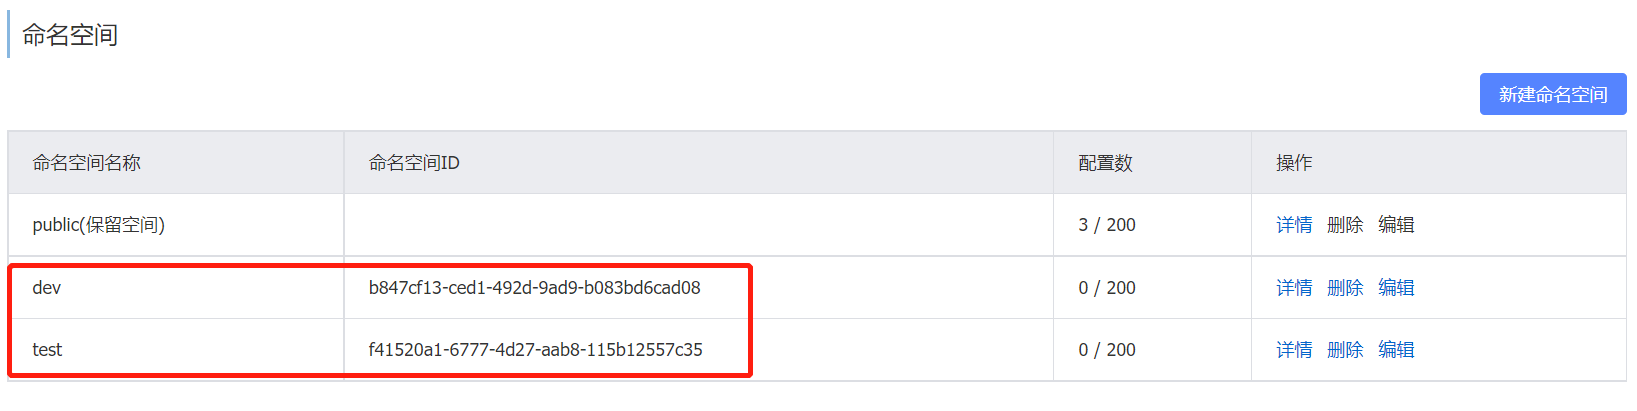 命名空间
新建命名空间
命名空间名称 命名空间ID 配置数 操作
public(保留空间) 3 / 200 详情 删除 编辑
dev b847cf13-ced1-492d-9ad9-b083bd6cad08 0 / 200 详情 删除 编辑
test f41520a1-6777-4d27-aab8-115b12557c35 0 / 200 详情 删除 编辑